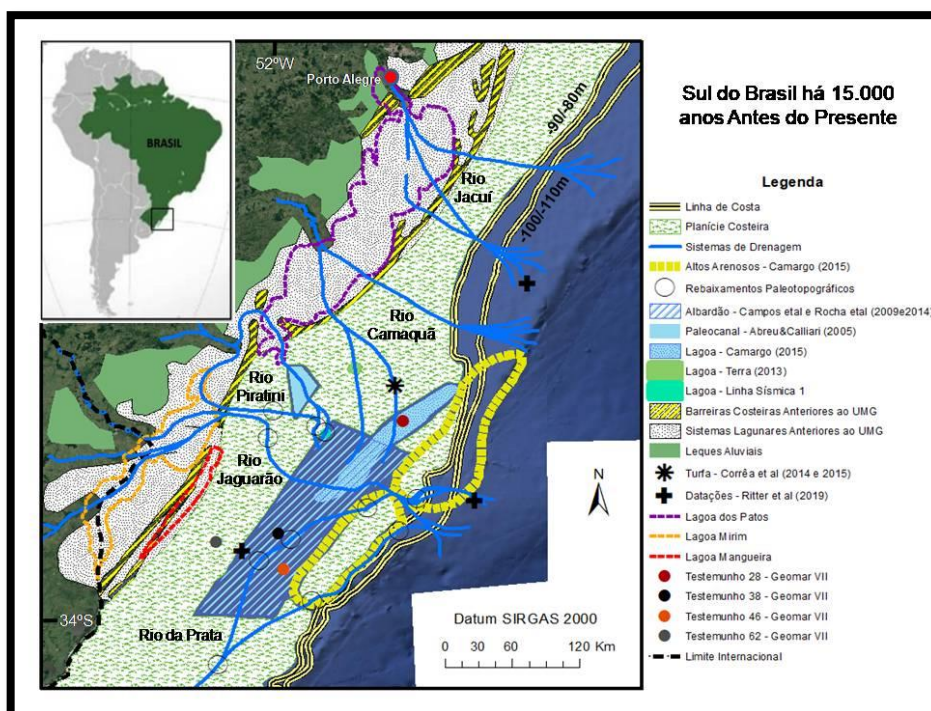 BRASIL
52°W
Porto Alegre
-90/-80m
-100/-110m
Rio
Jacuí
Rio
Camaquã
Rio
Piratini
Rio
Jaguarão
34°S
Rio da Prata
N
Datum SIRGAS 2000
0 30 60 120 Km
Sul do Brasil há 15.000
anos Antes do Presente
Legenda
Linha de Costa
Planície Costeira
Sistemas de Drenagem
Altos Arenosos - Camargo (2015)
Rebaixamentos Paleotopográficos
Albardão - Campos etal e Rocha etal (2009e2014)
Paleocanal - Abreu&Calliari (2005)
Lagoa - Camargo (2015)
Lagoa - Terra (2013)
Lagoa - Linha Sísmica 1
Barreiras Costeiras Anteriores ao UMG
Sistemas Lagunares Anteriores ao UMG
Leques Aluviais
Turfa - Corrêa et al (2014 e 2015)
Datações - Ritter et al (2019)
Lagoa dos Patos
Lagoa Mirim
Lagoa Mangueira
Testemunho 28 - Geomar VII
Testemunho 38 - Geomar VII
Testemunho 46 - Geomar VII
Testemunho 62 - Geomar VII
Limite Internacional